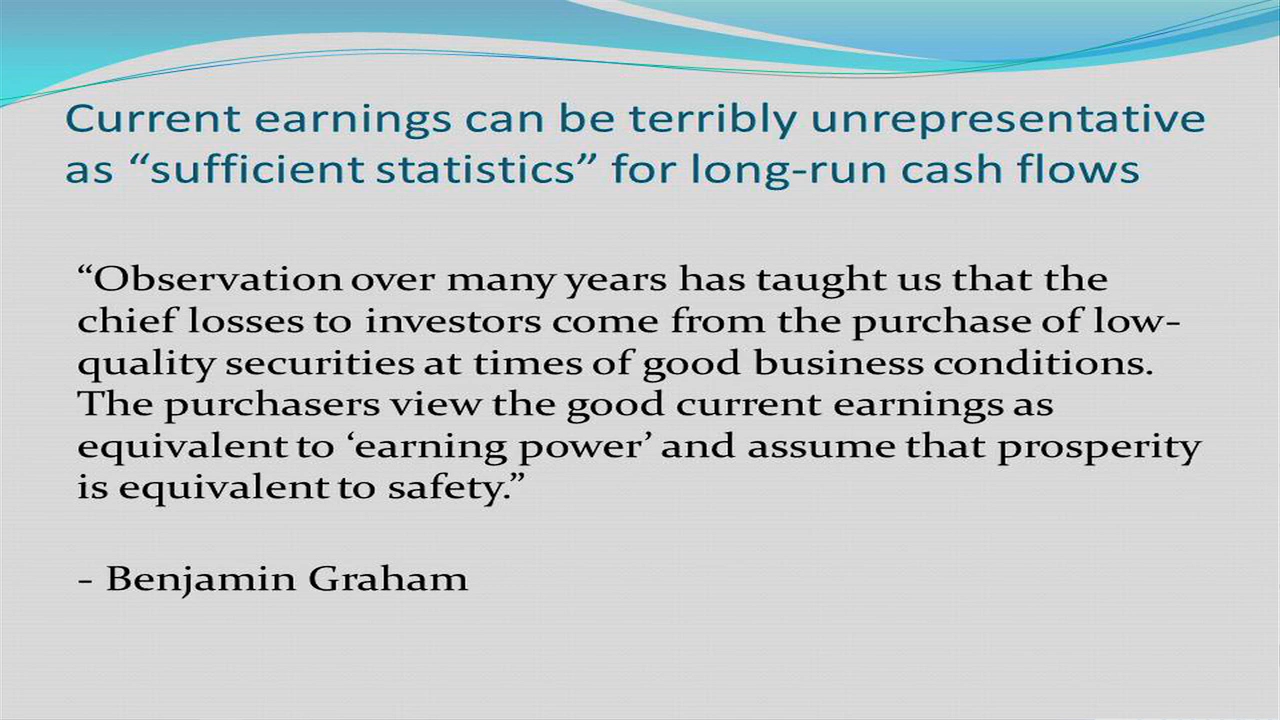 Current earnings can be terribly unrepresentative
as “sufficient statistics” for long-run cash flows
“Observation over many years has taught us that the
chief losses to investors come from the purchase of low-
quality securities at times of good business conditions.
The purchasers view the good current earnings as
equivalent to ‘earning power’ and assume that prosperity
is equivalent to safety.”
- Benjamin Graham